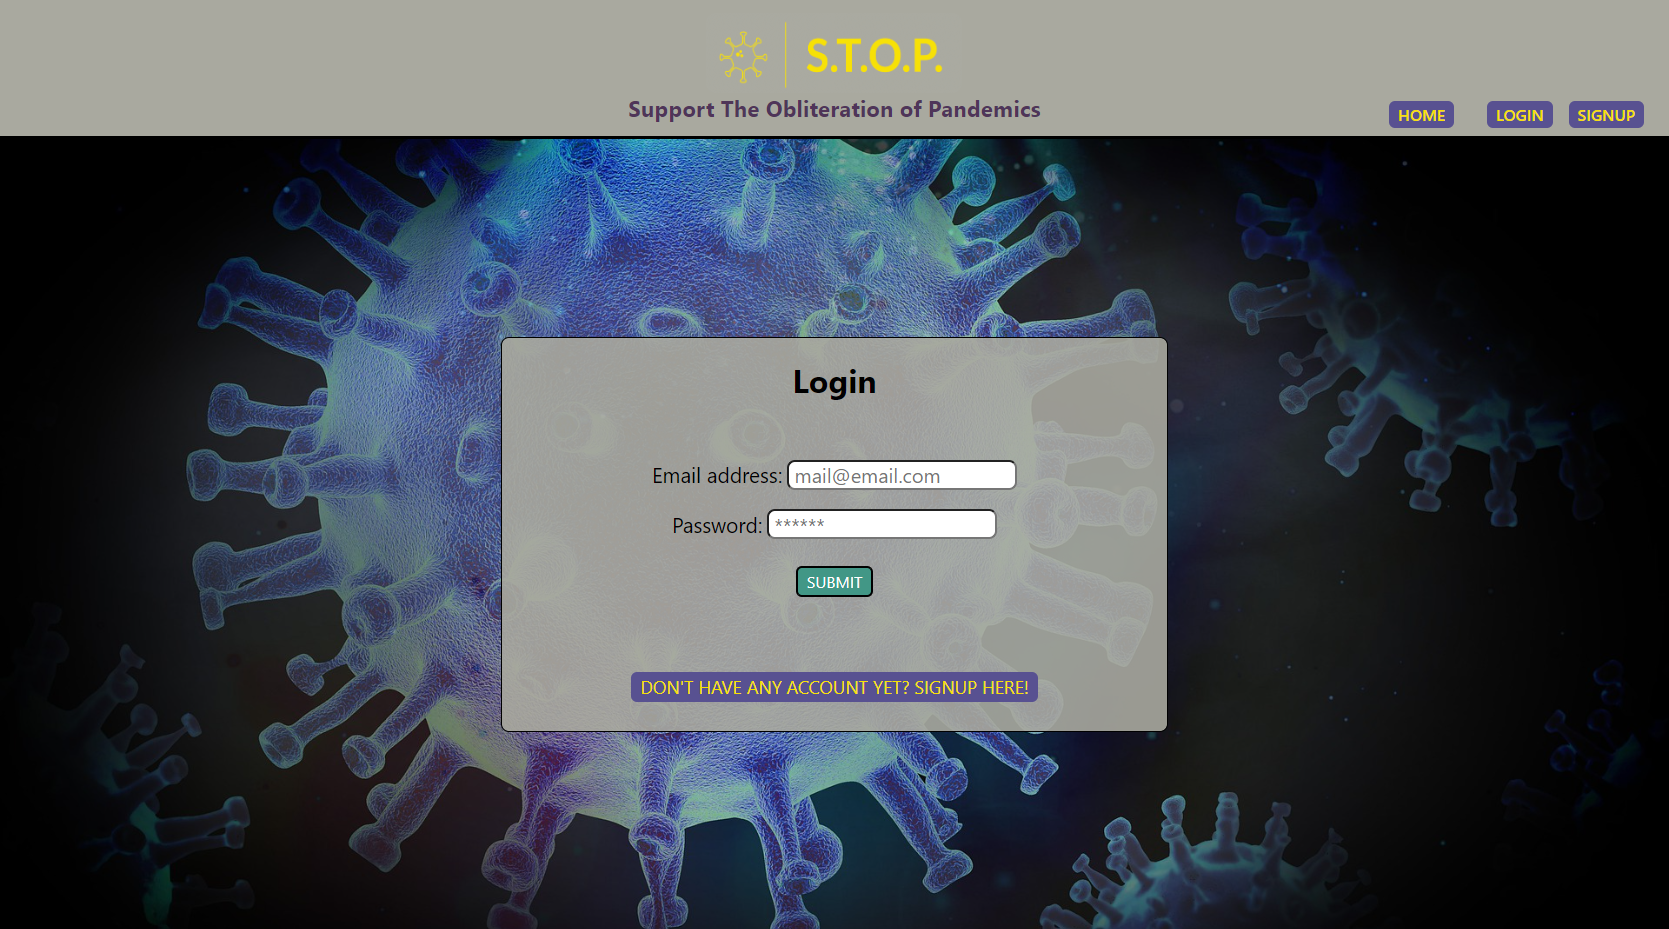 S.T.O.P.
Support The Obliteration of Pandemics
HOME LOGIN SIGNUP
Login
Email address: mail@email.com
Password: ******
SUBMIT
DON'T HAVE ANY ACCOUNT YET? SIGNUP HERE!